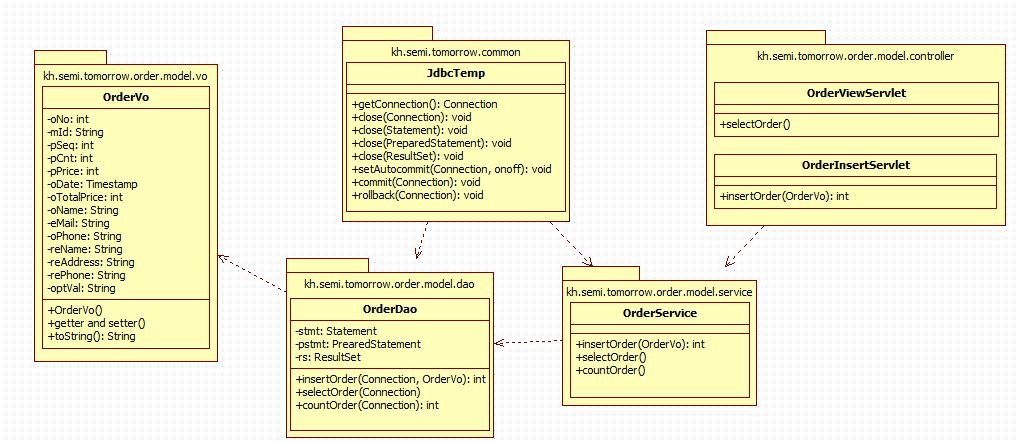 kh.semi.tomorrow.order.model.vo
OrderVo
-oNo: int
-mId: String
-pSeq: int
-pCnt: int
-pPrice: int
-oDate: Timestamp
-oTotalPrice: int
-oName: String
-eMail: String
-oPhone: String
-reName: String
-reAddress: String
-rePhone: String
-optVal: String
+OrderVo()
+getter and setter()
+toString(): String
kh.semi.tomorrow.common
JdbcTemp
+getConnection(): Connection
+close(Connection): void
+close(Statement): void
+close(PreparedStatement): void
+close(ResultSet): void
+setAutocommit(Connection, onoff): void
+commit(Connection): void
+rollback(Connection): void
kh.semi.tomorrow.order.model.controller
OrderViewServlet
+selectOrder()
OrderInsertServlet
+insertOrder(OrderVo): int
kh.semi.tomorrow.order.model.dao
OrderDao
-stmt: Statement
-pstmt: PrearedStatement
-rs: ResultSet
+insertOrder(Connection, OrderVo): int
+selectOrder(Connection)
+countOrder(Connection): int
kh.semi.tomorrow.order.model.service
OrderService
+insertOrder(OrderVo): int
+selectOrder()
+countOrder()